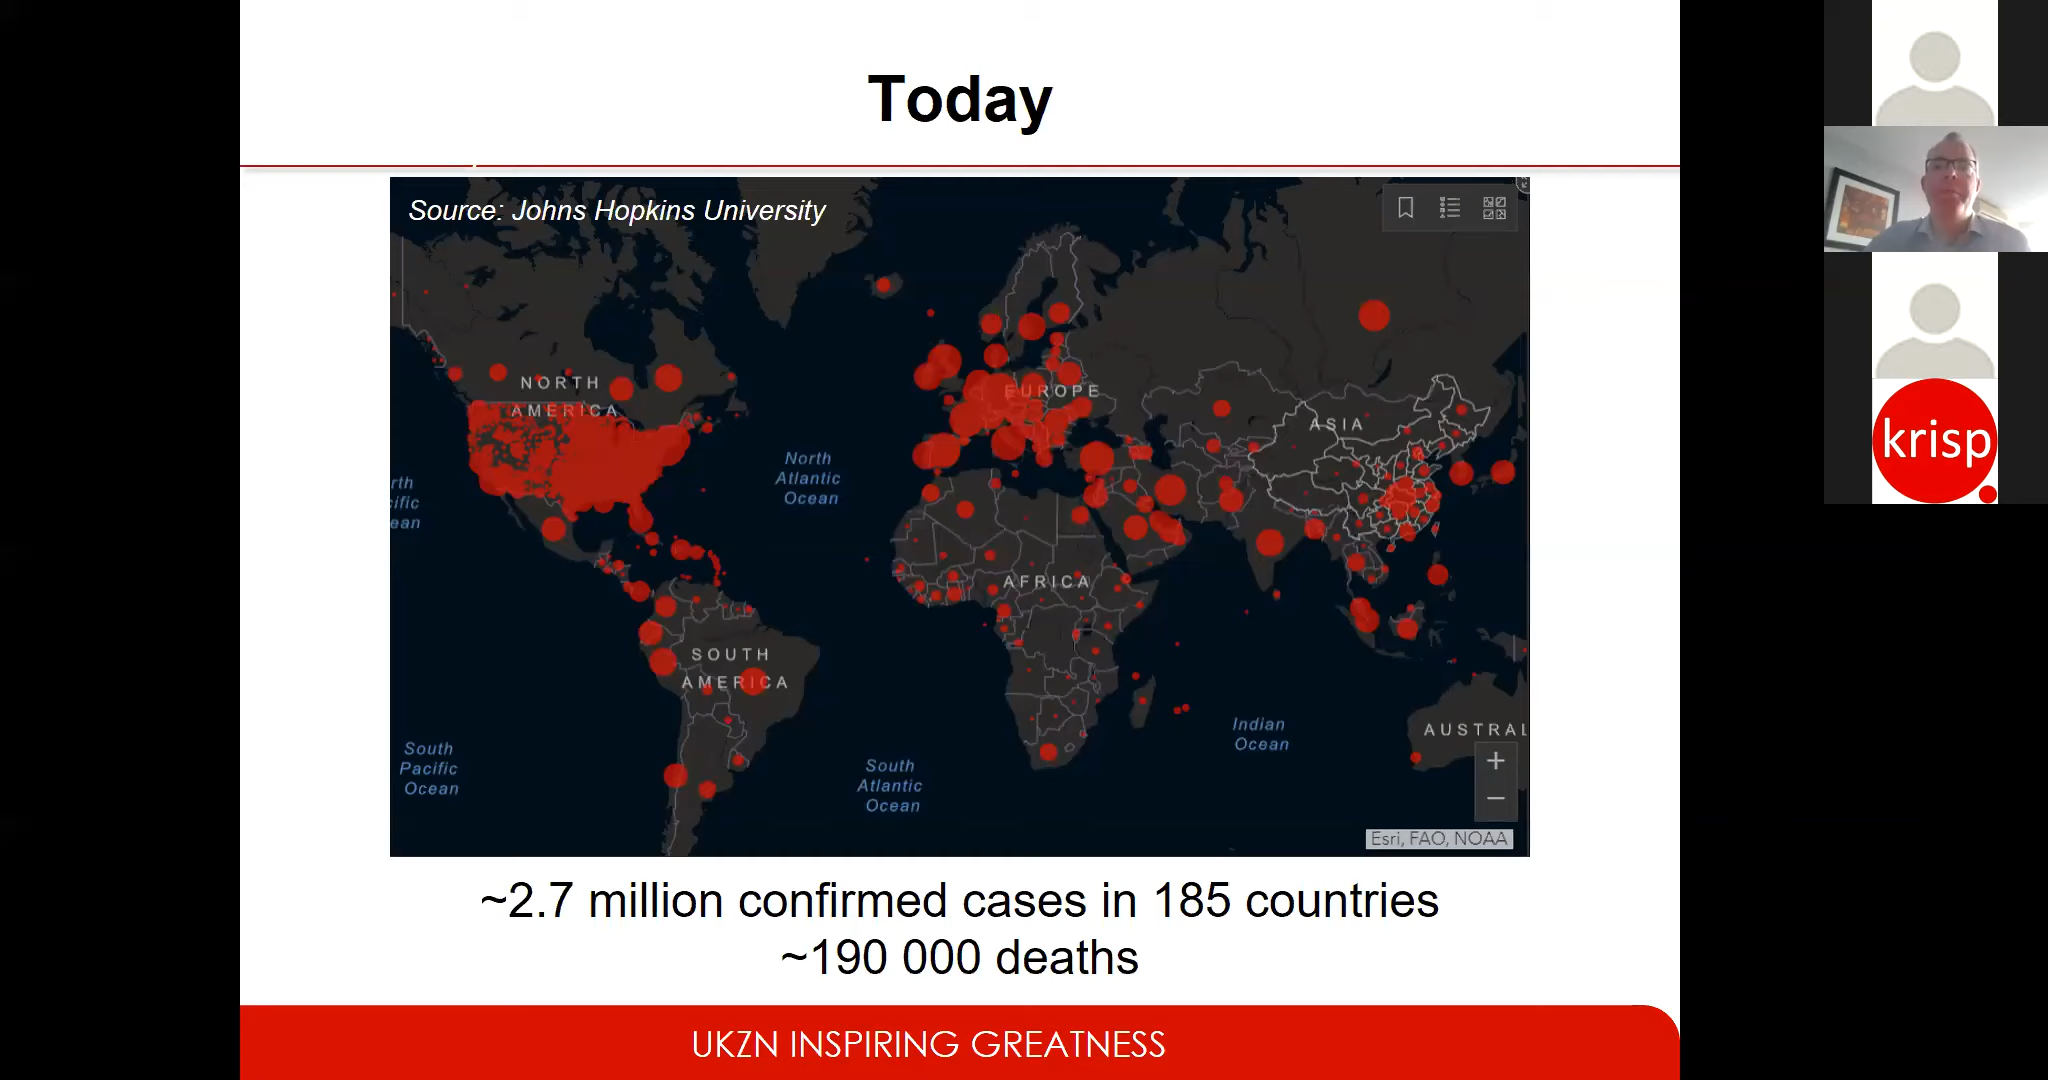 Today
Source: Johns Hopkins University
NORTH
AMERICA
EUROPE
ASIA
North
Atlantic
Ocean
rth
ific
ean
AFRICA
SOUTH
AMERICA
Indian
Ocean
AUSTRAL
South
Pacific
Ocean
South
Atlantic
Ocean
+
−
Esri, FAO, NOAA
~2.7 million confirmed cases in 185 countries
~190 000 deaths
UKZN INSPIRING GREATNESS
krisp